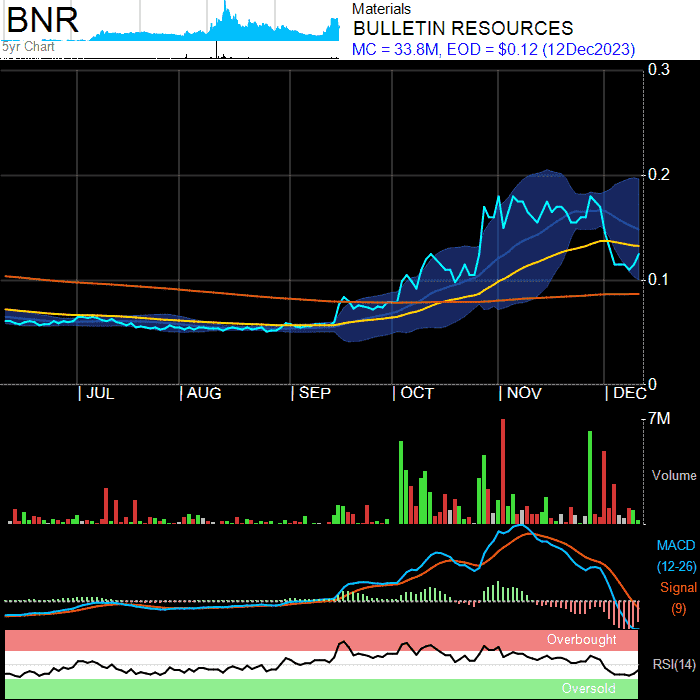 BNR
5yr Chart
Materials
BULLETIN RESOURCES
MC = 33.8M, EOD = $0.12 (12Dec2023)
0.3
0.2
0.1
0
| JUL | AUG | SEP | OCT | NOV | DEC
7M
Volume
MACD
(12-26)
Signal
(9)
Overbought
RSI(14)
Oversold